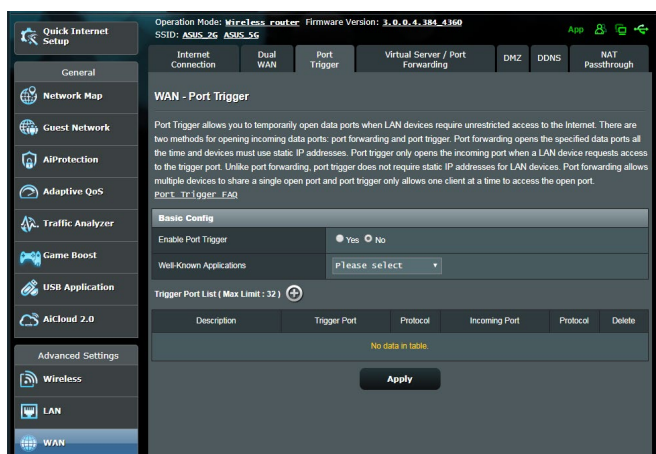 Quick Internet
Setup
General
Network Map
Guest Network
AiProtection
Adaptive QoS
Traffic Analyzer
Game Boost
USB Application
AiCloud 2.0
Advanced Settings
Wireless
LAN
WAN
Operation Mode: Wireless router Firmware Version: 3.0.0.4.384_4360
SSID: ASUS_2G ASUS_5G
App
Internet
Connection
Dual
WAN
Port
Trigger
Virtual Server / Port
Forwarding
DMZ
DDNS
NAT
Passthrough
WAN - Port Trigger
Port Trigger allows you to temporarily open data ports when LAN devices require unrestricted access to the Internet. There are
two methods for opening incoming data ports: port forwarding and port trigger. Port forwarding opens the specified data ports all
the time and devices must use static IP addresses. Port trigger only opens the incoming port when a LAN device requests access
to the trigger port. Unlike port forwarding, port trigger does not require static IP addresses for LAN devices. Port forwarding allows
multiple devices to share a single open port and port trigger only allows one client at a time to access the open port.
Port Trigger FAQ
Basic Config
Enable Port Trigger Yes No
Well-Known Applications Please select
Trigger Port List ( Max Limit : 32 )
Description Trigger Port Protocol Incoming Port Protocol Delete
No data in table.
Apply